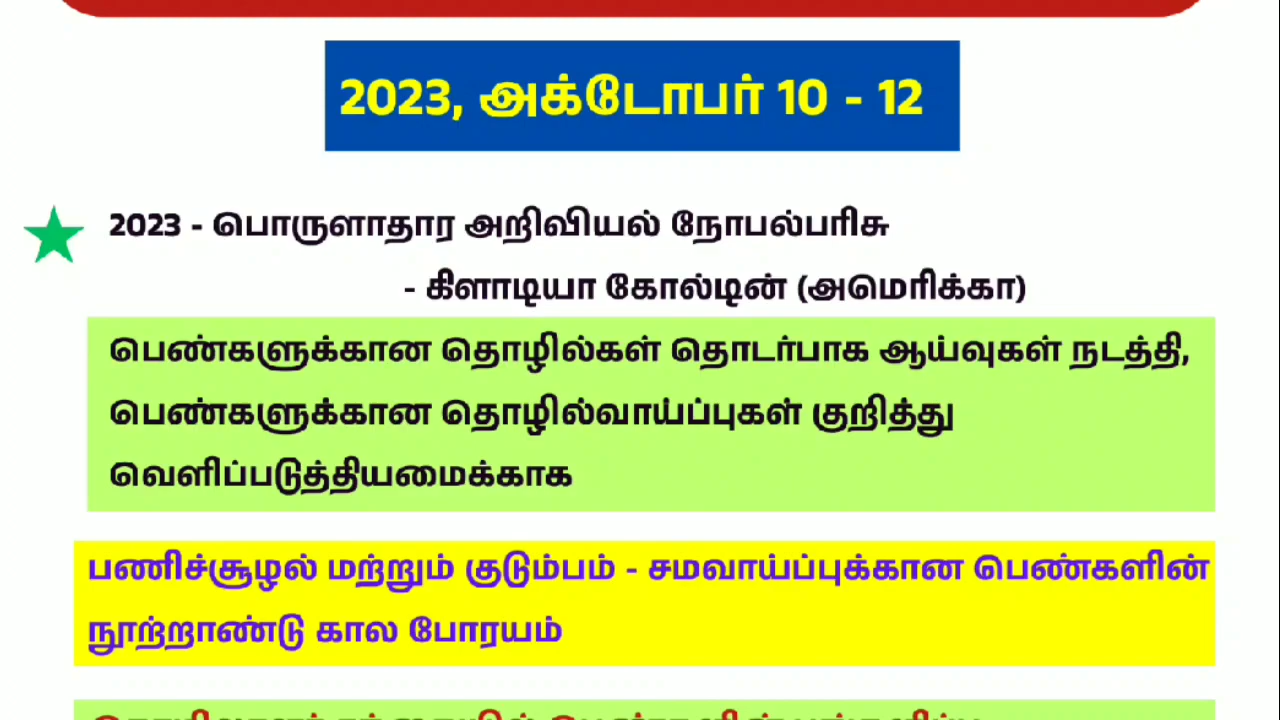 2023, அக்டோபர் 10 - 12
2023 - பொருளாதார அறிவியல் நோபல்பரிசு
- கிளாடியா கோல்டின் (அமெரிக்கா)
பெண்களுக்கான தொழில்கள் தொடர்பாக ஆய்வுகள் நடத்தி,
பெண்களுக்கான தொழில்வாய்ப்புகள் குறித்து
வெளிப்படுத்தியமைக்காக
பணிச்சூழல் மற்றும் குடும்பம் - சமவாய்ப்புக்கான பெண்களின்
நூற்றாண்டு கால போரயம்